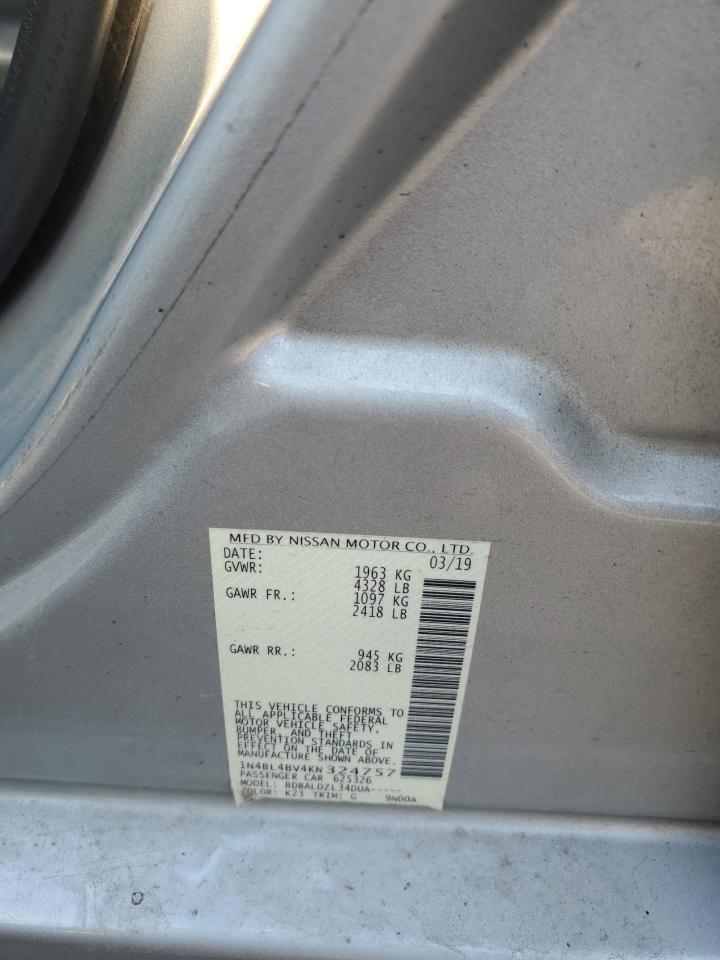 MFD BY NISSAN MOTOR CO., LTD.
DATE: 03/19
GVWR: 1963 KG
4328 LB
GAWR FR.: 1097 KG
2418 LB
GAWR RR.: 945 KG
2083 LB
THIS VEHICLE CONFORMS TO
ALL APPLICABLE FEDERAL
MOTOR VEHICLE SAFETY,
BUMPER, AND THEFT
PREVENTION STANDARDS IN
EFFECT ON THE DATE OF
MANUFACTURE SHOWN ABOVE.
1N4BL4BV4KN324757
PASSENGER CAR 625326
MODEL: BDBALDZL34DUA-----
COLOR: K23 TRIM: G 9N00A